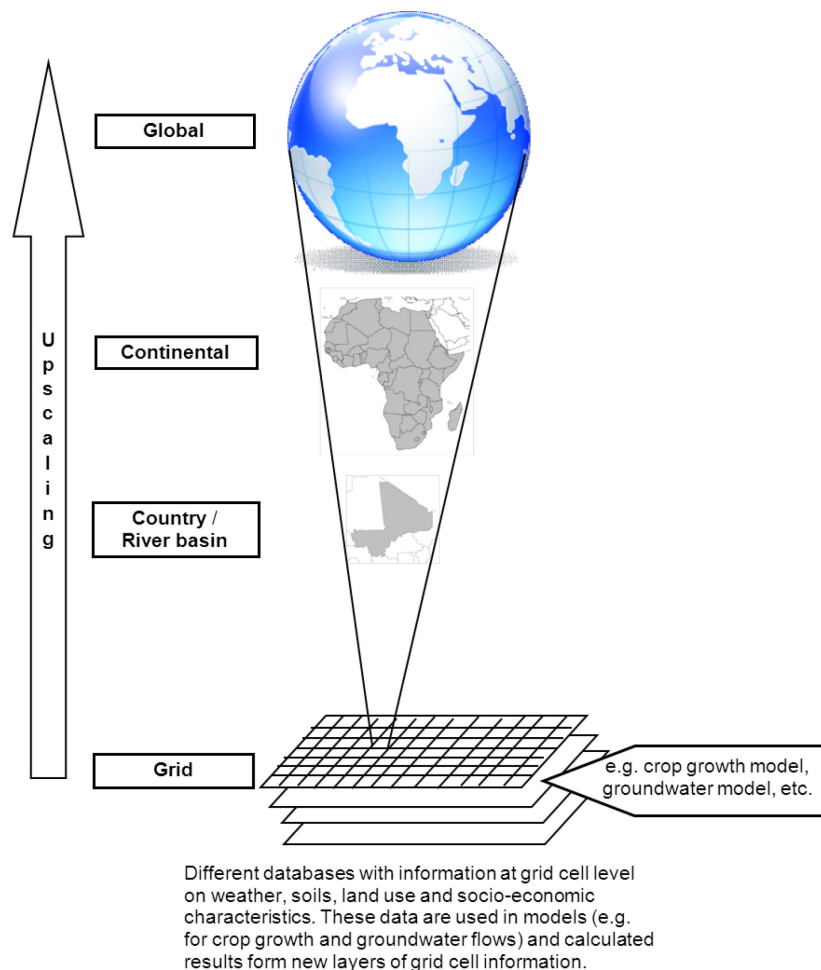 Global
Upscaling
Continental
Country /
River basin
Grid
e.g. crop growth model,
groundwater model, etc.
Different databases with information at grid cell level
on weather, soils, land use and socio-economic
characteristics. These data are used in models (e.g.
for crop growth and groundwater flows) and calculated
results form new layers of grid cell information.